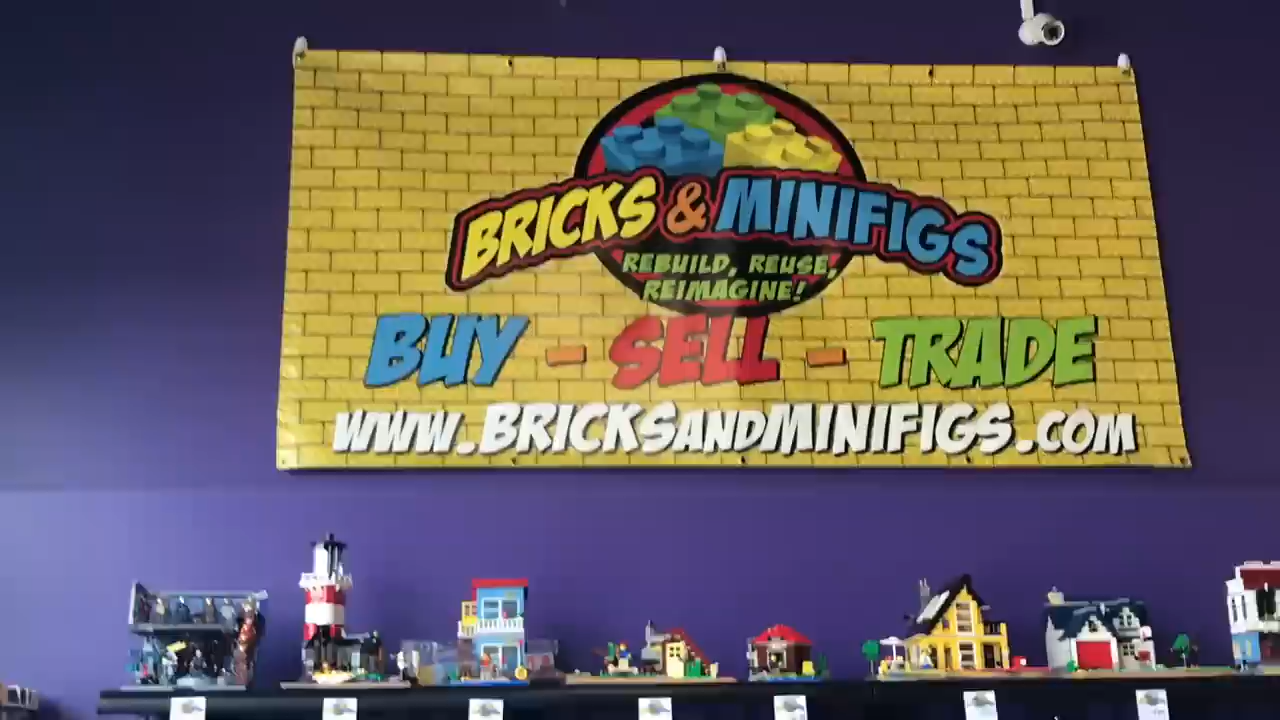 BRICKS & MINIFIGS
REBUILD, REUSE,
REIMAGINE!
BUY - SELL - TRADE
WWW.BRICKSANDMINIFIGS.COM